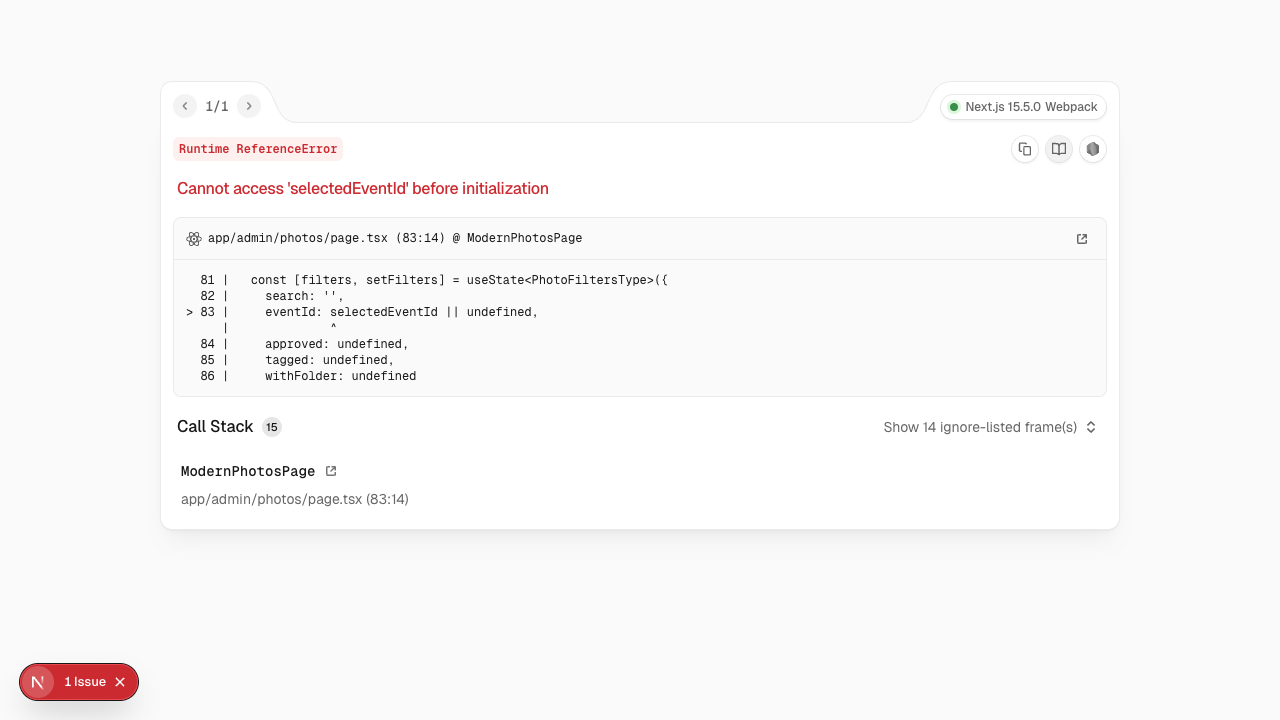 1/1
Next.js 15.5.0 Webpack
Runtime ReferenceError
Cannot access 'selectedEventId' before initialization
app/admin/photos/page.tsx (83:14) @ ModernPhotosPage
81 |   const [filters, setFilters] = useState<PhotoFiltersType>({
82 |     search: '',
> 83 |     eventId: selectedEventId || undefined,
|              ^
84 |     approved: undefined,
85 |     tagged: undefined,
86 |     withFolder: undefined
Call Stack 15
Show 14 ignore-listed frame(s)
ModernPhotosPage
app/admin/photos/page.tsx (83:14)
N 1 Issue